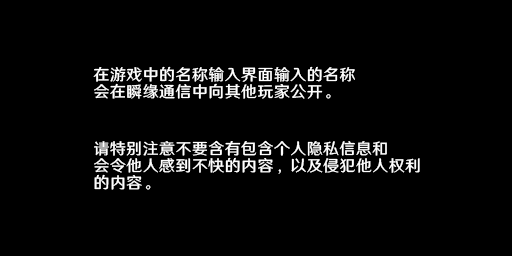 在游戏中的名称输入界面输入的名称
会在瞬缘通信中向其他玩家公开。
请特别注意不要含有包含个人隐私信息和
会令他人感到不快的内容，以及侵犯他人权利
的内容。